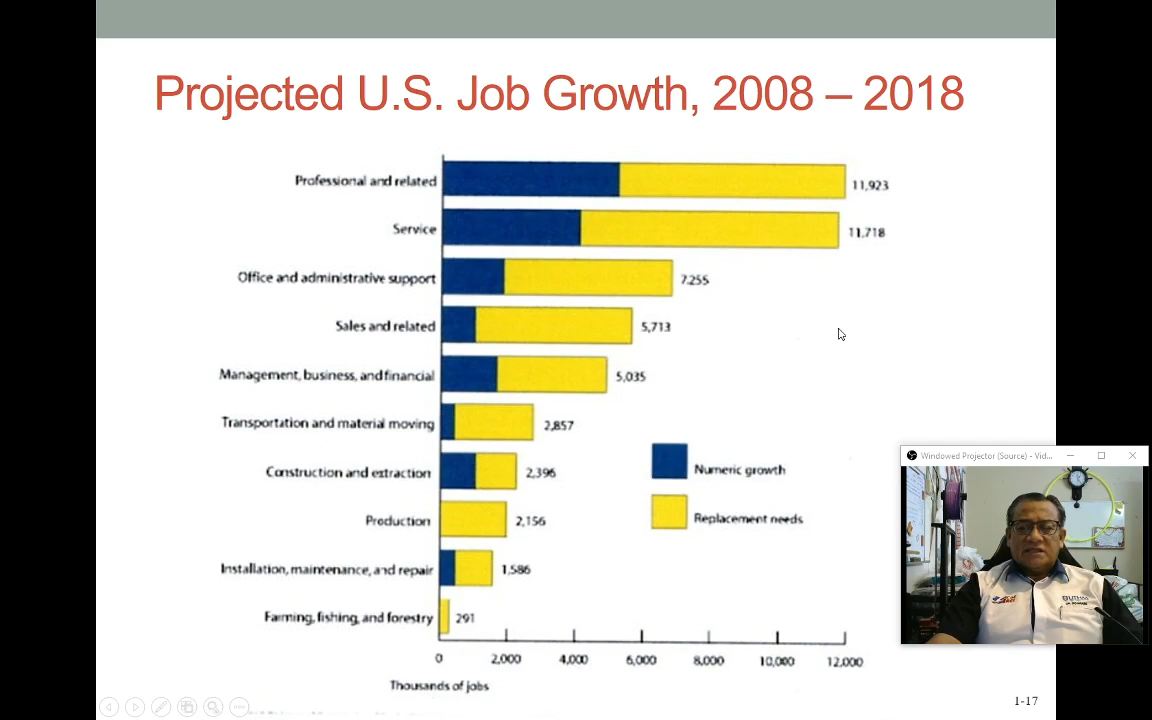 Projected U.S. Job Growth, 2008 – 2018
Professional and related
11,923
Service
11,718
Office and administrative support
7.255
Sales and related
5,713
Management, business, and financial
5,035
Transportation and material moving
2,857
Construction and extraction
2,396
Numeric growth
Production
2,156
Replacement needs
Installation, maintenance, and repair
1,586
Farming, fishing, and forestry
291
0 2,000 4,000 6,000 8,000 10,000 12,000
Thousands of jobs
1-17
Windowed Projector (Source) - Vid...